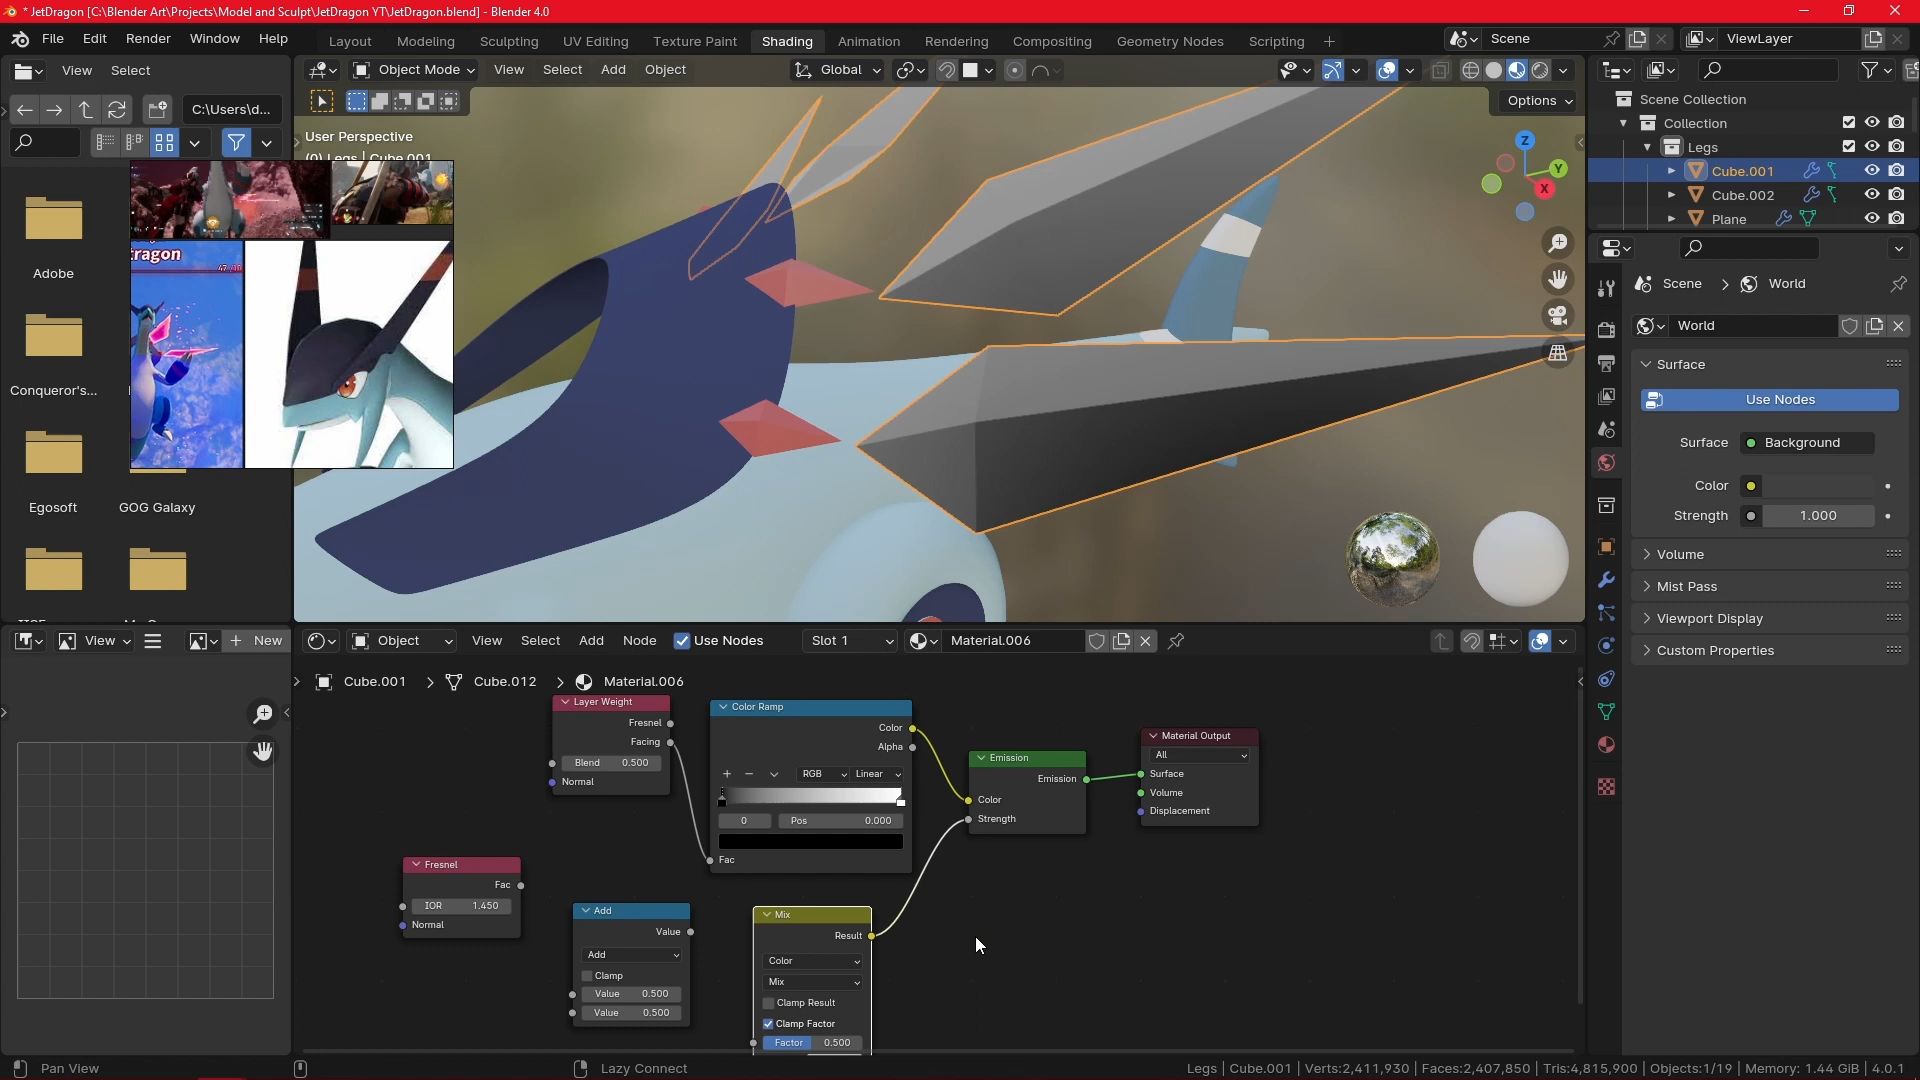 * JetDragon [C:\Blender Art\Projects\Model and Sculpt\JetDragon YT\JetDragon.blend] - Blender 4.0
File Edit Render Window Help
Layout Modeling Sculpting UV Editing Texture Paint Shading Animation Rendering Compositing Geometry Nodes Scripting +
Scene
ViewLayer
View Select
Object Mode View Select Add Object
Global
C:\Users\d...
Options
User Perspective
(0) Legs | Cube.001
Scene Collection
Collection
Legs
Cube.001
Cube.002
Plane
Z
Y
X
ragon
Adobe
Conqueror's...
Egosoft
GOG Galaxy
Scene > World
World
Surface
Use Nodes
Surface Background
Color
Strength 1.000
Volume
Mist Pass
Viewport Display
Custom Properties
View
New
Object View Select Add Node Use Nodes Slot 1 Material.006
Cube.001 > Cube.012 > Material.006
Layer Weight
Fresnel
Facing
Blend 0.500
Normal
Color Ramp
Color
Alpha
RGB Linear
0 Pos 0.000
Fac
Emission
Emission
Color
Strength
Material Output
All
Surface
Volume
Displacement
Fresnel
Fac
IOR 1.450
Normal
Add
Value
Add
Clamp
Value 0.500
Value 0.500
Mix
Result
Color
Mix
Clamp Result
Clamp Factor
Factor 0.500
Pan View
Lazy Connect
Legs | Cube.001 | Verts:2,411,930 | Faces:2,407,850 | Tris:4,815,900 | Objects:1/19 | Memory: 1.44 GiB | 4.0.1